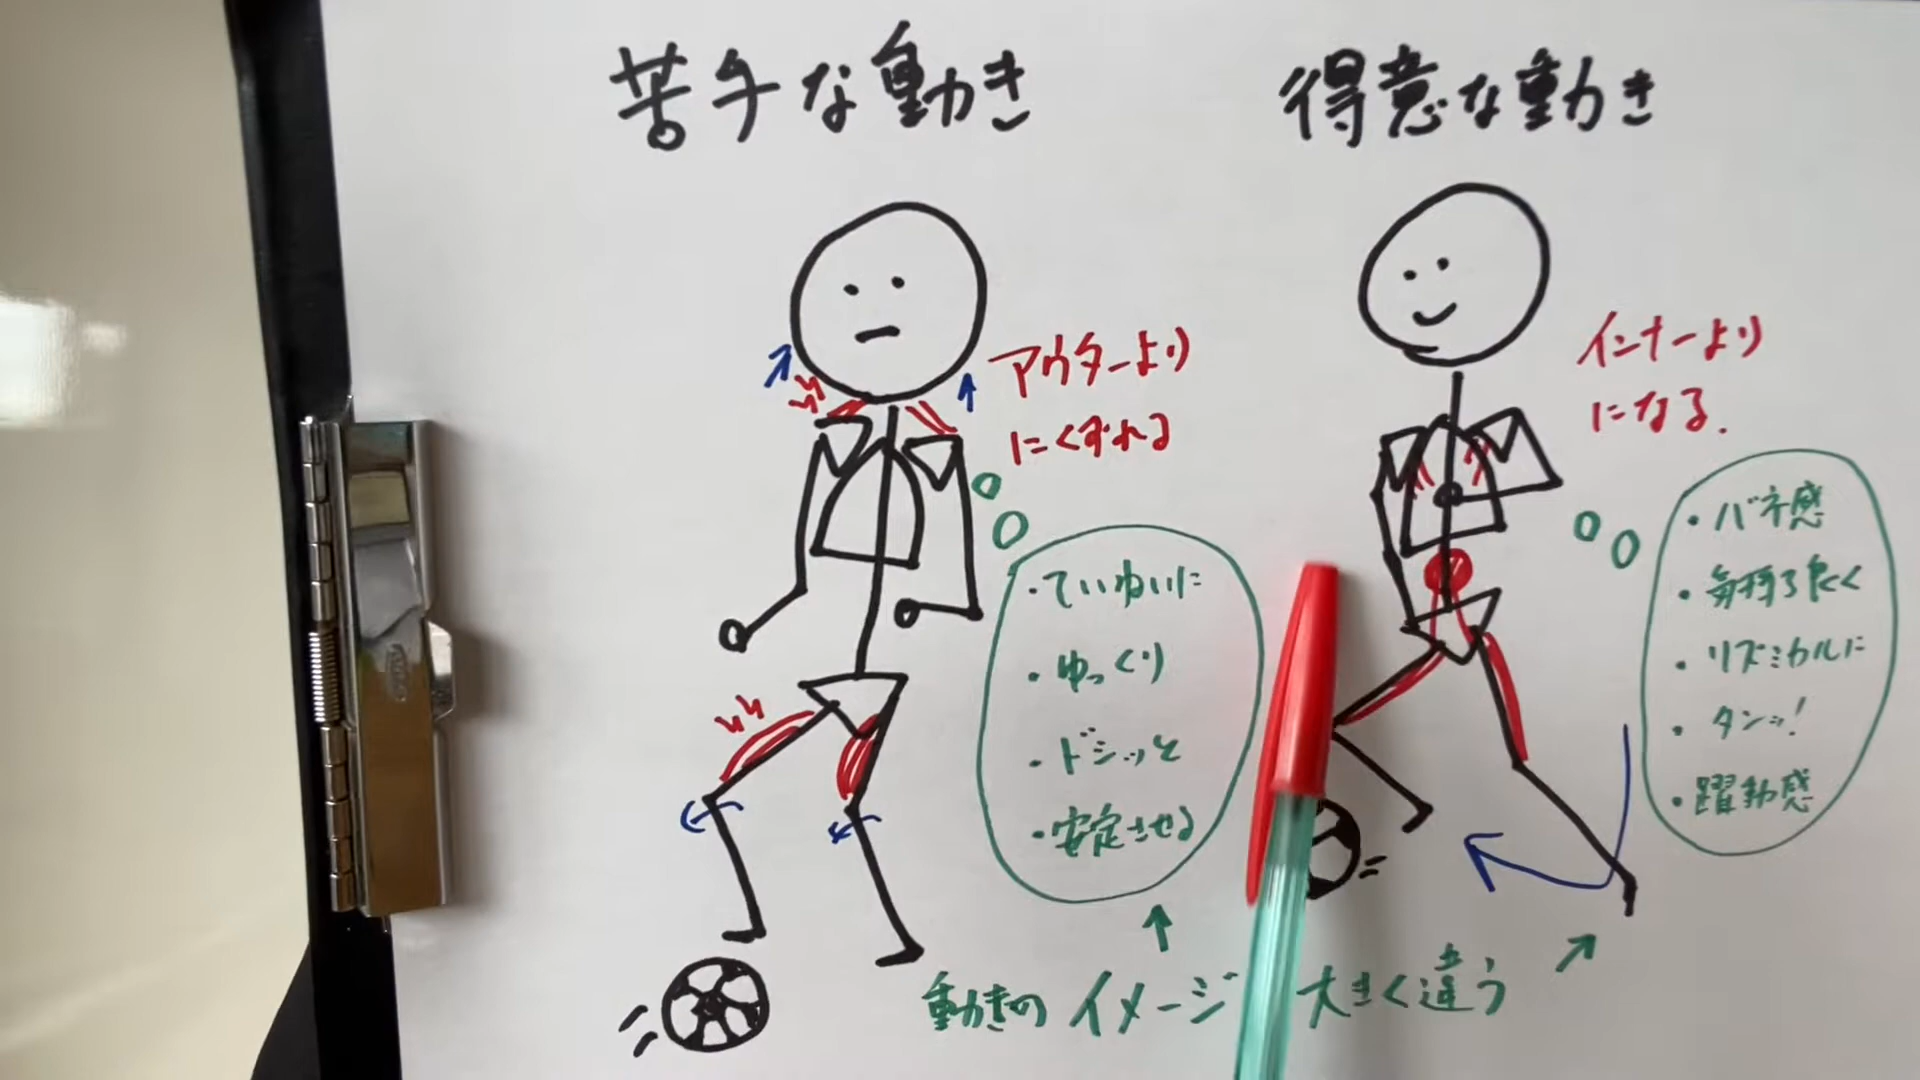 苦手な動き
得意な動き
アウターより
にくずれる
インナーより
になる.
・ていねいに
・ゆっくり
・ドシッと
・安定させる
・バネ感
・気持ち良く
・リズミカルに
・タンッ!
・躍動感
動きの イメージ 大きく違う